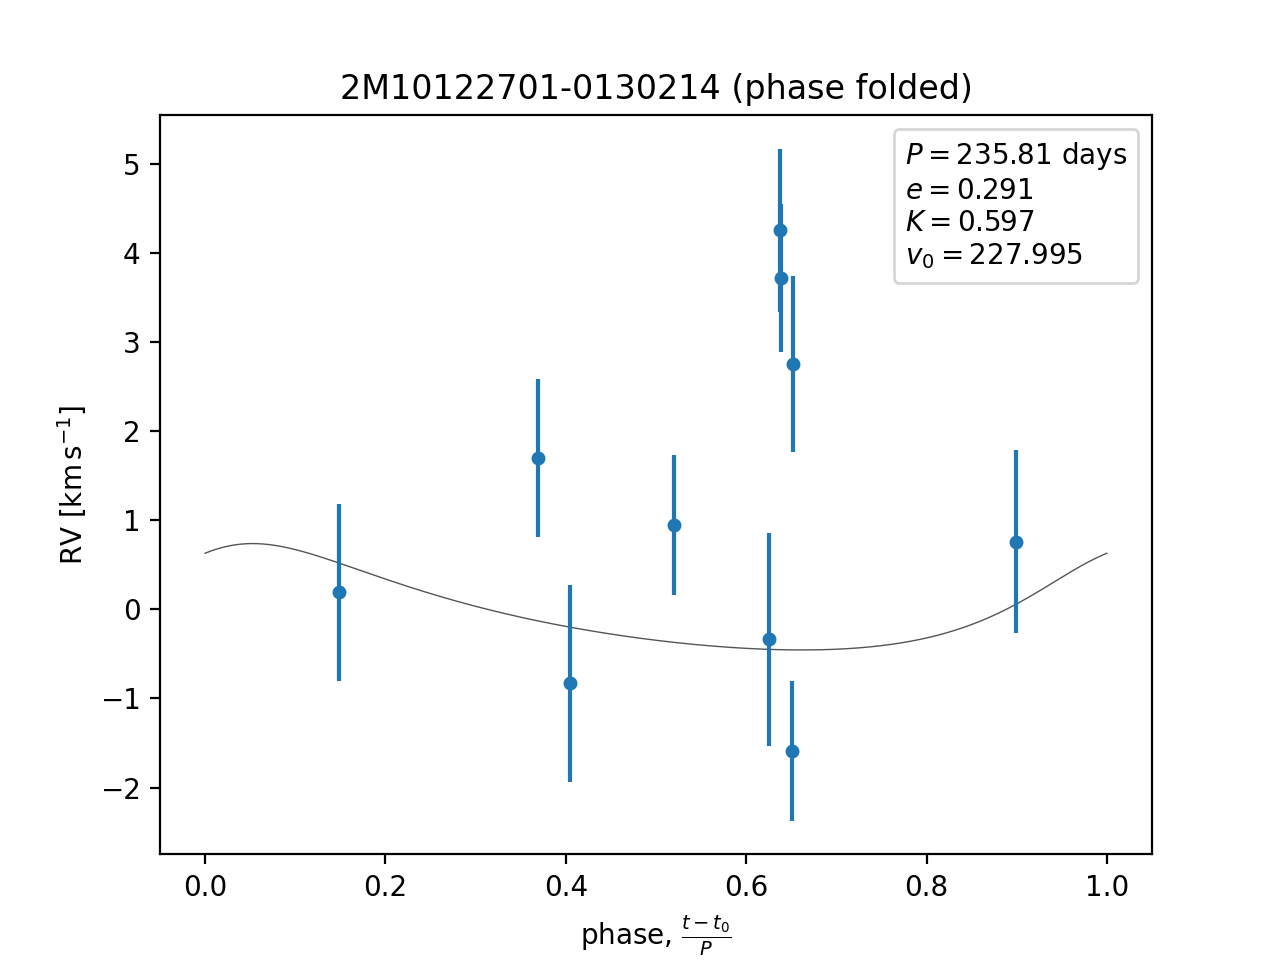 2M10122701-0130214 (phase folded)
P = 235.81 days
e = 0.291
K = 0.597
v₀ = 227.995
RV [km s⁻¹]
5
4
3
2
1
0
−1
−2
0.0 0.2 0.4 0.6 0.8 1.0
phase, (t − t₀)/P